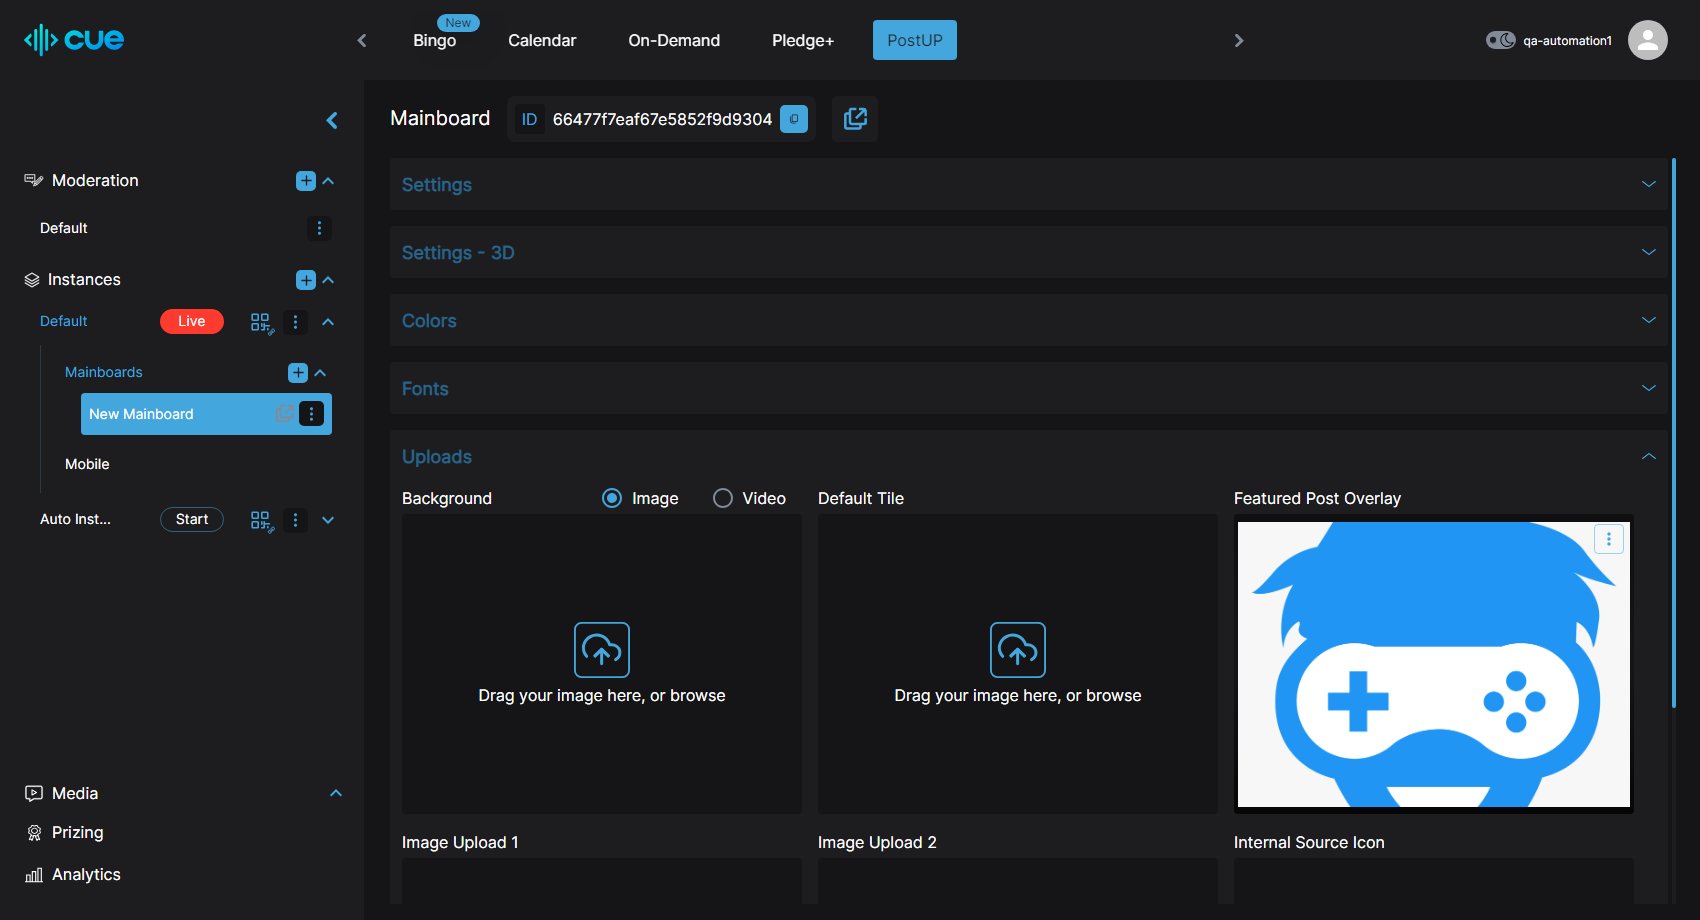 cue
New
Bingo
Calendar
On-Demand
Pledge+
PostUP
qa-automation1
Moderation
Default
Instances
Default
Live
Mainboards
New Mainboard
Mobile
Auto Inst...
Start
Media
Prizing
Analytics
Mainboard
ID 66477f7eaf67e5852f9d9304
Settings
Settings - 3D
Colors
Fonts
Uploads
Background
Image
Video
Default Tile
Featured Post Overlay
Drag your image here, or browse
Drag your image here, or browse
Image Upload 1
Image Upload 2
Internal Source Icon